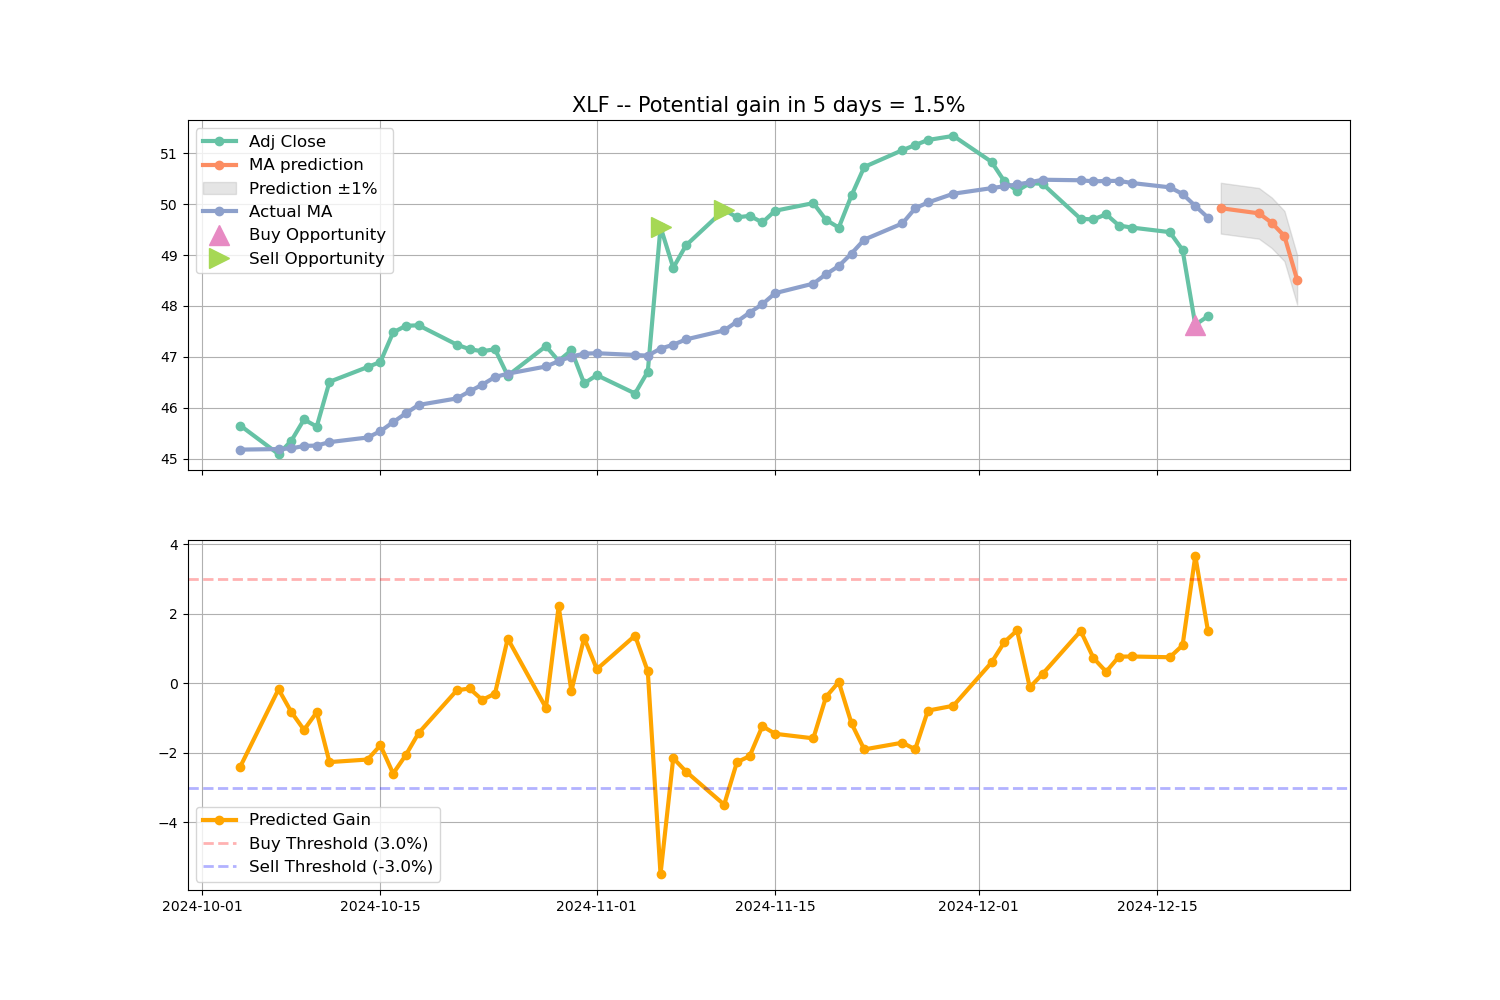 XLF -- Potential gain in 5 days = 1.5%
Adj Close
MA prediction
Prediction ±1%
Actual MA
Buy Opportunity
Sell Opportunity
51
50
49
48
47
46
45
4
2
0
−2
−4
Predicted Gain
Buy Threshold (3.0%)
Sell Threshold (-3.0%)
2024-10-01
2024-10-15
2024-11-01
2024-11-15
2024-12-01
2024-12-15